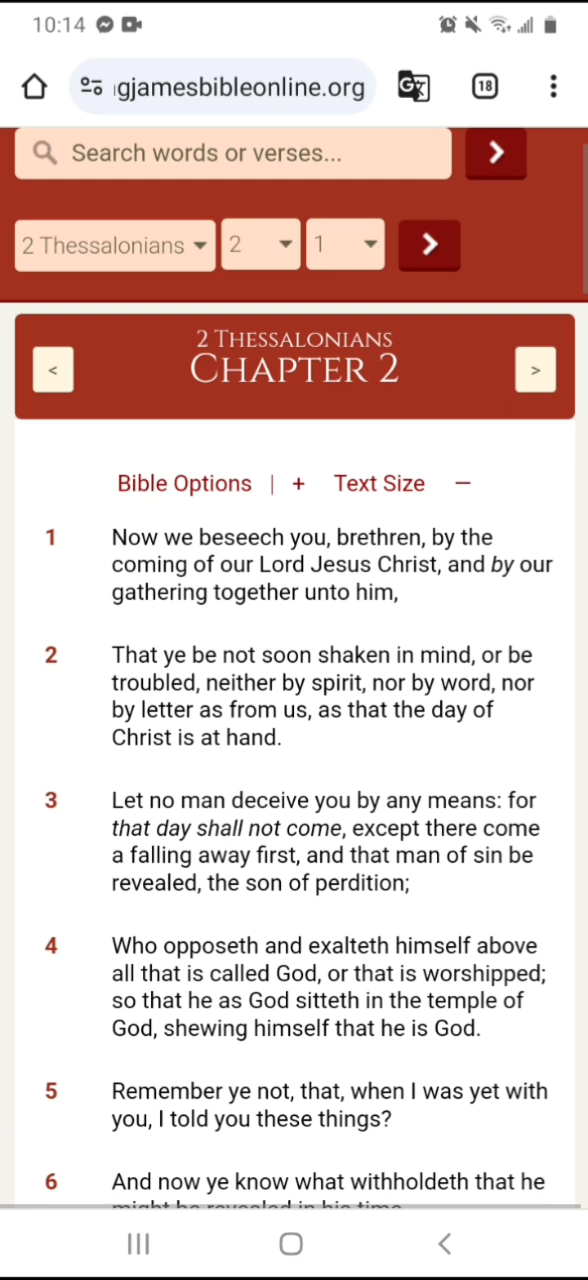 10:14
gjamesbibleonline.org
18
Search words or verses...
2 Thessalonians
2
1
2 THESSALONIANS
CHAPTER 2
<
>
Bible Options | + Text Size −
1 Now we beseech you, brethren, by the
coming of our Lord Jesus Christ, and by our
gathering together unto him,
2 That ye be not soon shaken in mind, or be
troubled, neither by spirit, nor by word, nor
by letter as from us, as that the day of
Christ is at hand.
3 Let no man deceive you by any means: for
that day shall not come, except there come
a falling away first, and that man of sin be
revealed, the son of perdition;
4 Who opposeth and exalteth himself above
all that is called God, or that is worshipped;
so that he as God sitteth in the temple of
God, shewing himself that he is God.
5 Remember ye not, that, when I was yet with
you, I told you these things?
6 And now ye know what withholdeth that he
might be revealed in his time.